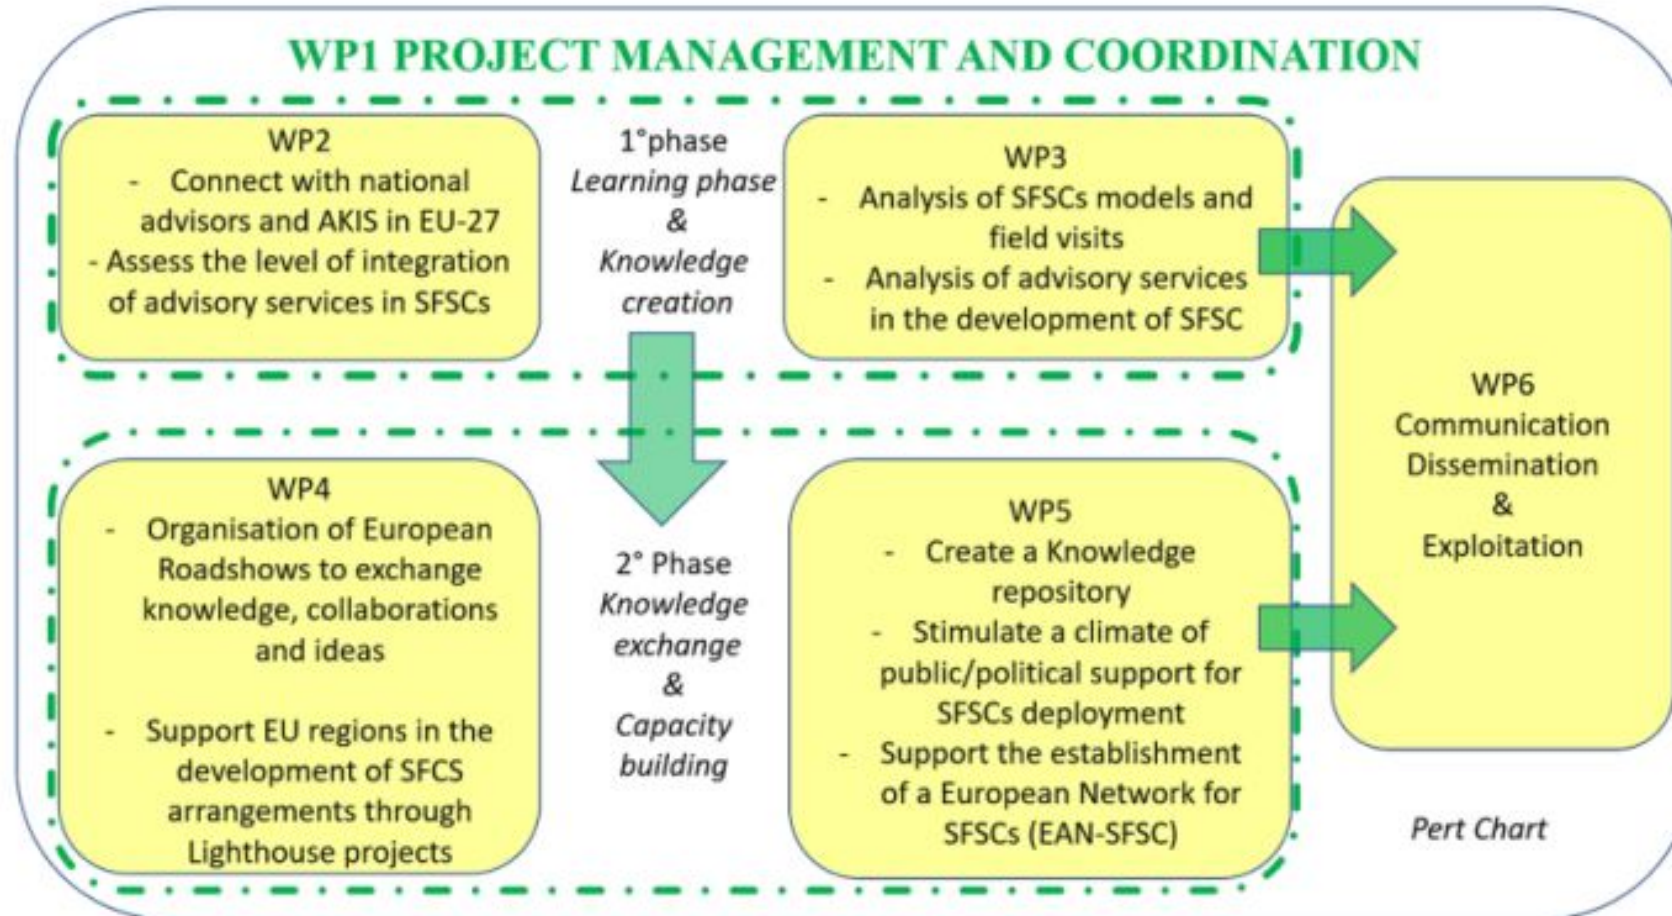 WP1 PROJECT MANAGEMENT AND COORDINATION
WP2
- Connect with national
advisors and AKIS in EU-27
- Assess the level of integration
of advisory services in SFSCs
1°phase
Learning phase
&
Knowledge
creation
WP3
- Analysis of SFSCs models and
field visits
- Analysis of advisory services
in the development of SFSC
WP4
- Organisation of European
Roadshows to exchange
knowledge, collaborations
and ideas
- Support EU regions in the
development of SFCS
arrangements through
Lighthouse projects
2° Phase
Knowledge
exchange
&
Capacity
building
WP5
- Create a Knowledge
repository
- Stimulate a climate of
public/political support for
SFSCs deployment
- Support the establishment
of a European Network for
SFSCs (EAN-SFSC)
WP6
Communication
Dissemination
&
Exploitation
Pert Chart